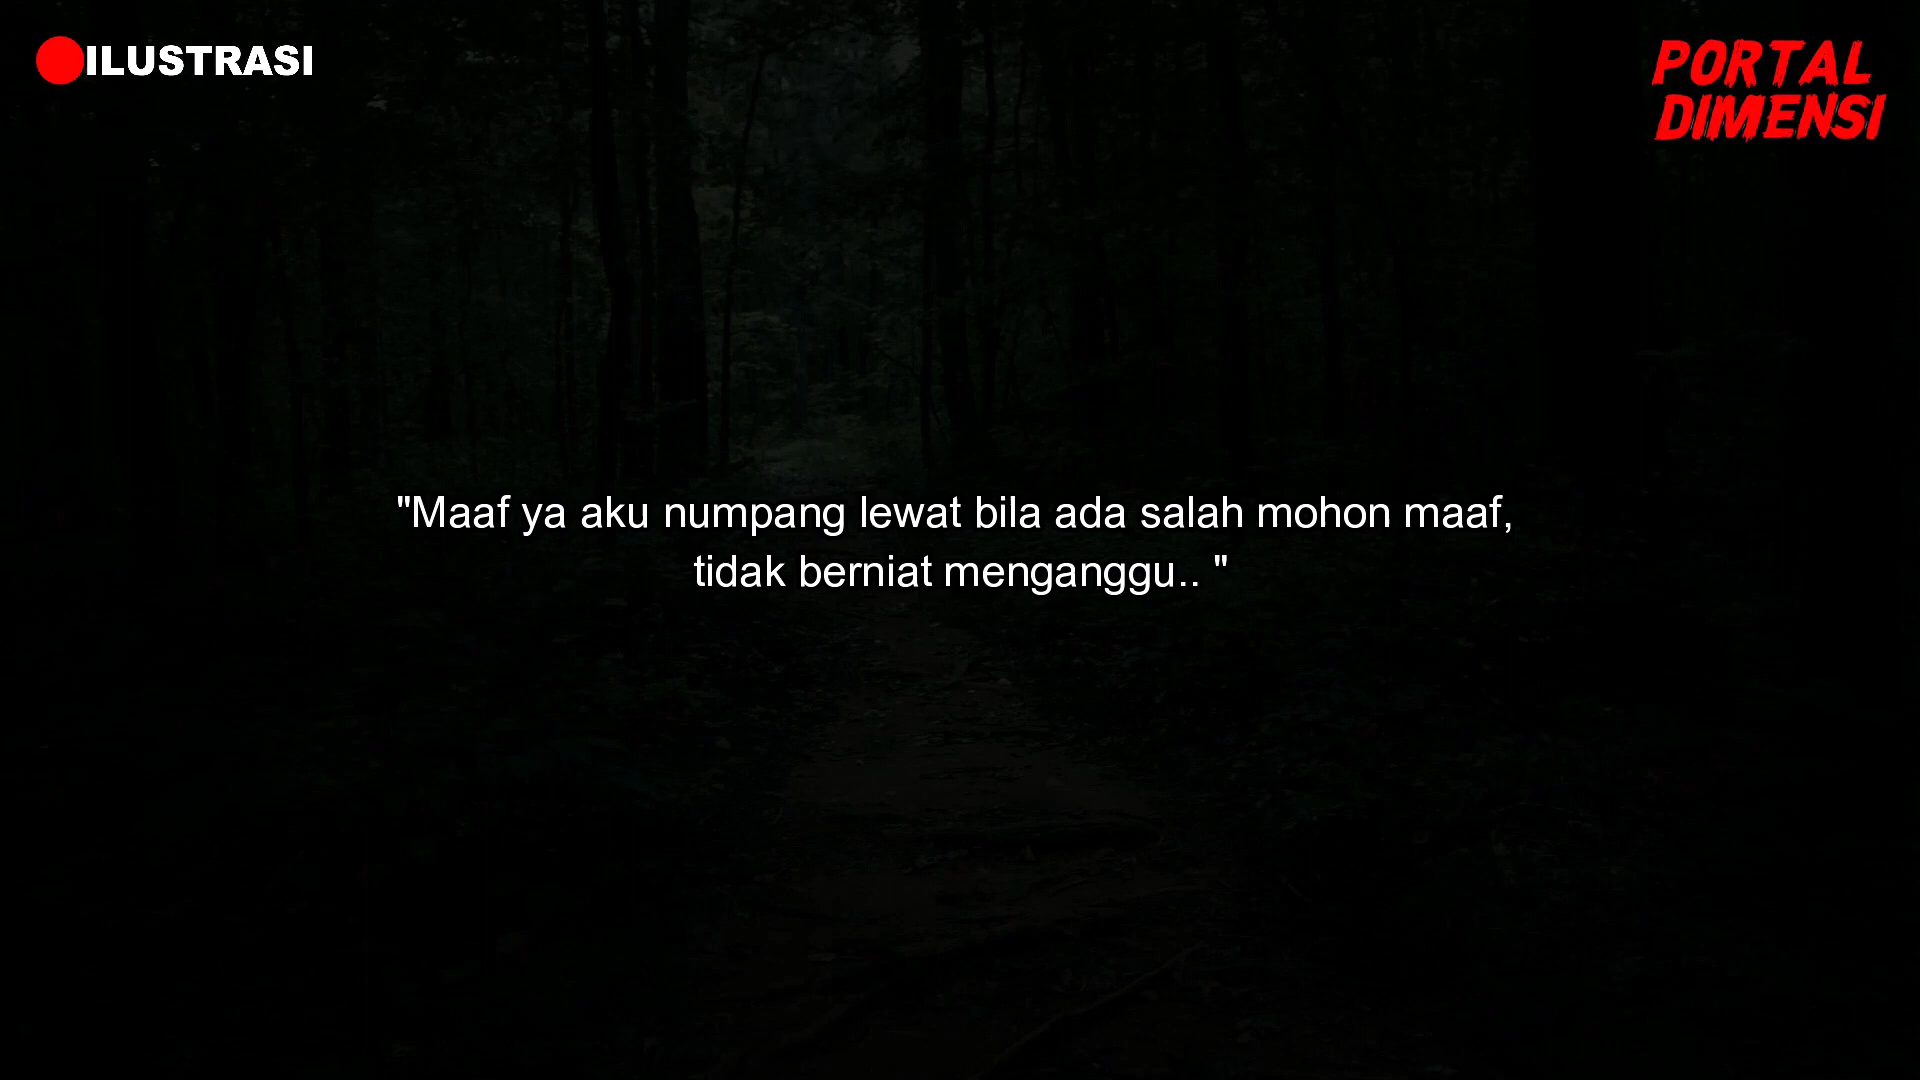 ILUSTRASI
PORTAL
DIMENSI
"Maaf ya aku numpang lewat bila ada salah mohon maaf,
tidak berniat menganggu.. "